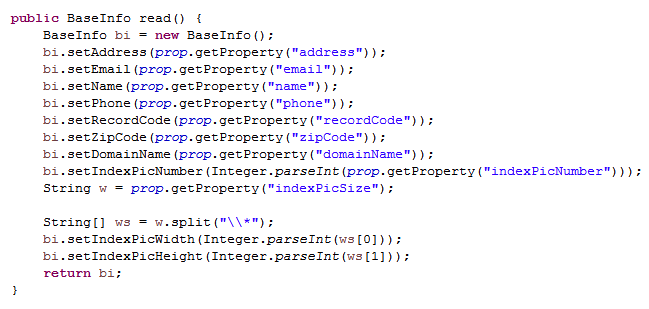 public BaseInfo read() {
    BaseInfo bi = new BaseInfo();
    bi.setAddress(prop.getProperty("address"));
    bi.setEmail(prop.getProperty("email"));
    bi.setName(prop.getProperty("name"));
    bi.setPhone(prop.getProperty("phone"));
    bi.setRecordCode(prop.getProperty("recordCode"));
    bi.setZipCode(prop.getProperty("zipCode"));
    bi.setDomainName(prop.getProperty("domainName"));
    bi.setIndexPicNumber(Integer.parseInt(prop.getProperty("indexPicNumber")));
    String w = prop.getProperty("indexPicSize");

    String[] ws = w.split("\\*");
    bi.setIndexPicWidth(Integer.parseInt(ws[0]));
    bi.setIndexPicHeight(Integer.parseInt(ws[1]));
    return bi;
}